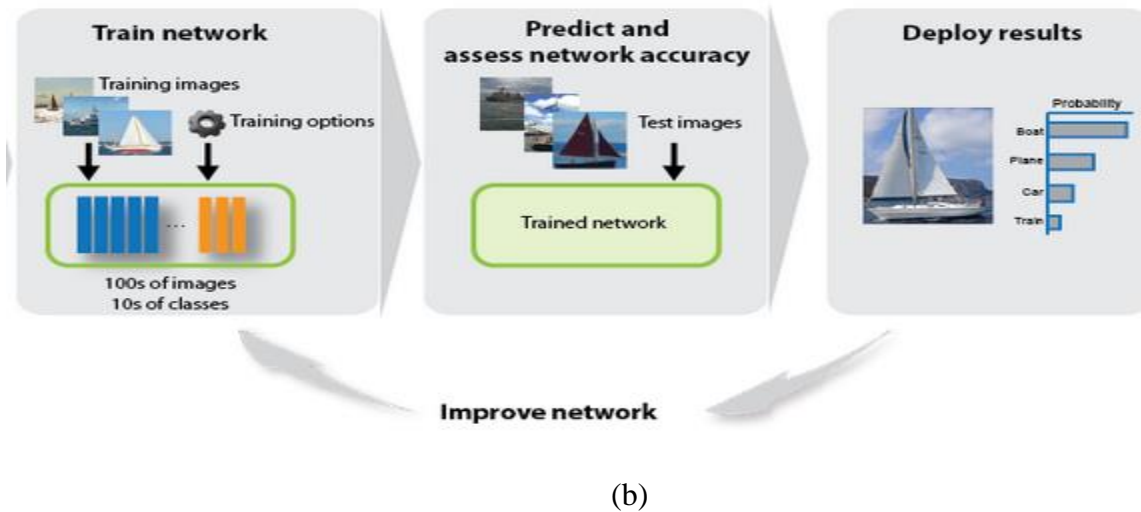 Train network
Training images
Training options
...
100s of images
10s of classes
Predict and
assess network accuracy
Test images
Trained network
Deploy results
Probability
Boat
Plane
Car
Train
Improve network
(b)